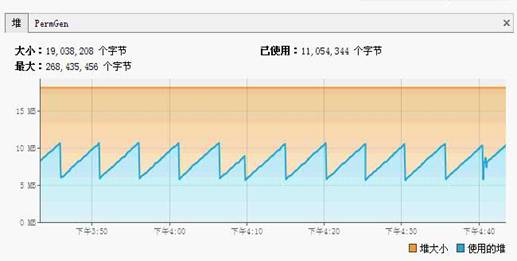 堆 PermGen
大小：19,038,208 个字节 已使用：11,054,344 个字节
最大：268,435,456 个字节
15 MB
10 MB
5 MB
0 MB
下午3:50 下午4:00 下午4:10 下午4:20 下午4:30 下午4:40
堆大小 使用的堆